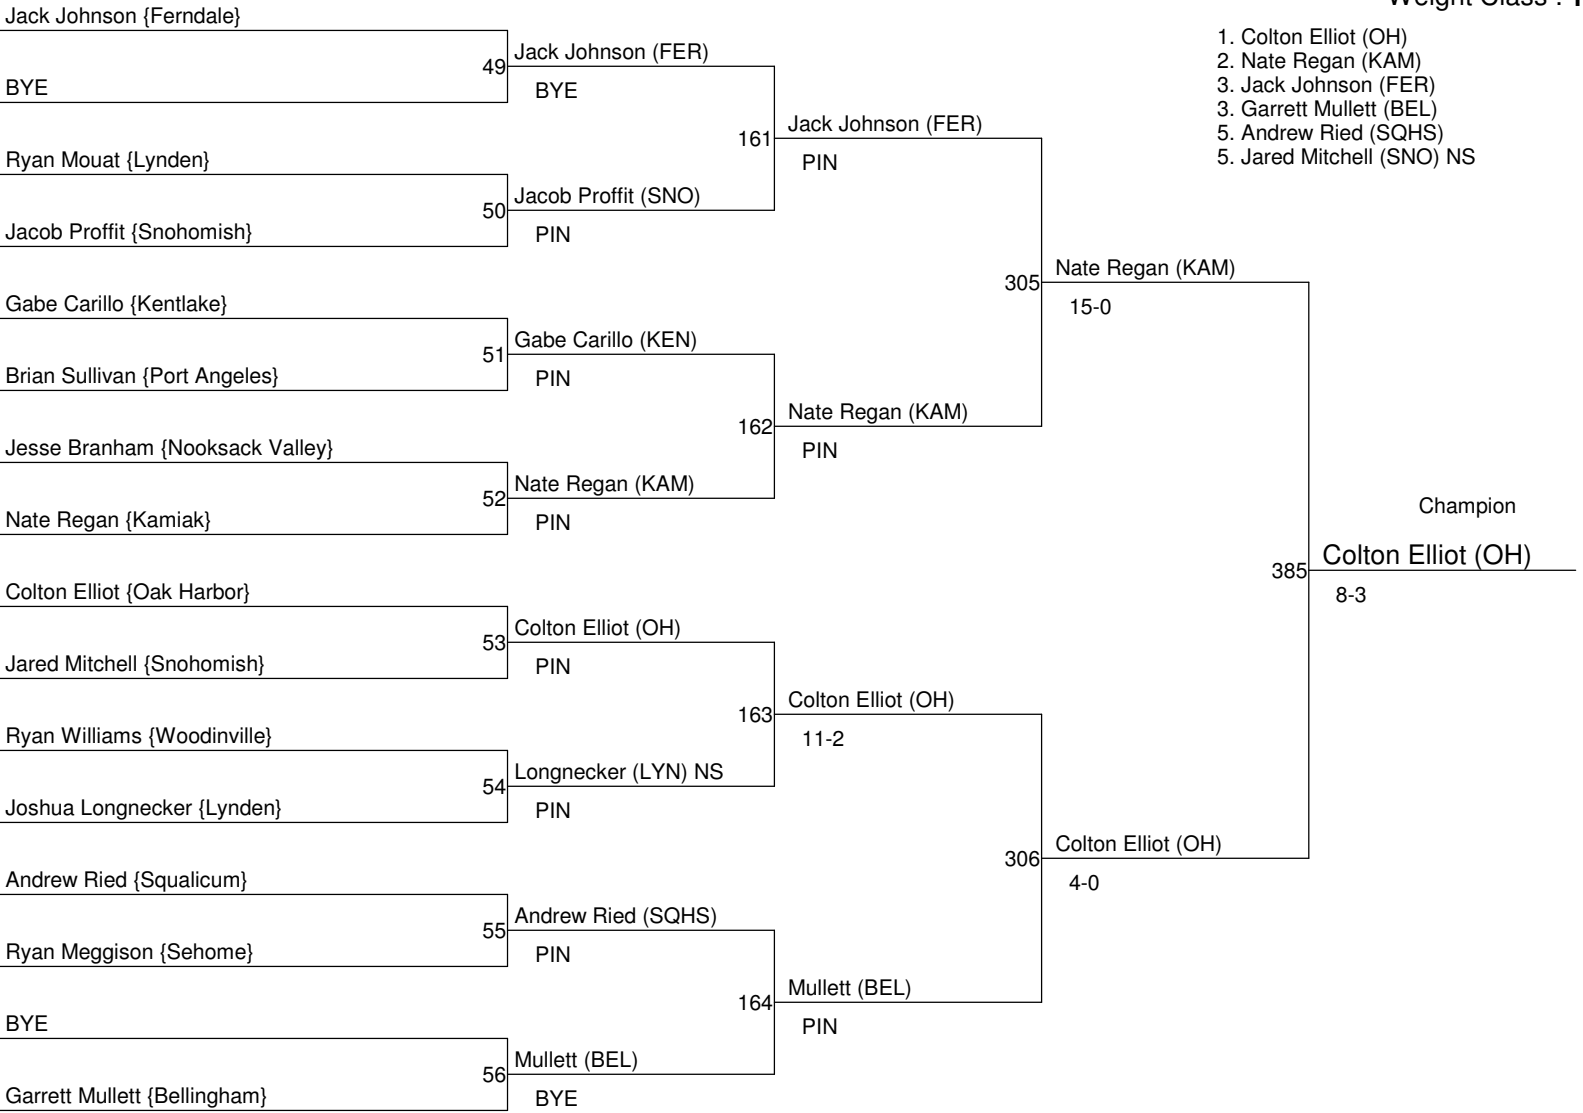 Weight Class :
1. Colton Elliot (OH)
2. Nate Regan (KAM)
3. Jack Johnson (FER)
3. Garrett Mullett (BEL)
5. Andrew Ried (SQHS)
5. Jared Mitchell (SNO) NS
Jack Johnson {Ferndale}
BYE
Ryan Mouat {Lynden}
Jacob Proffit {Snohomish}
Gabe Carillo {Kentlake}
Brian Sullivan {Port Angeles}
Jesse Branham {Nooksack Valley}
Nate Regan {Kamiak}
Colton Elliot {Oak Harbor}
Jared Mitchell {Snohomish}
Ryan Williams {Woodinville}
Joshua Longnecker {Lynden}
Andrew Ried {Squalicum}
Ryan Meggison {Sehome}
BYE
Garrett Mullett {Bellingham}
49 Jack Johnson (FER)
BYE
50 Jacob Proffit (SNO)
PIN
51 Gabe Carillo (KEN)
PIN
52 Nate Regan (KAM)
PIN
53 Colton Elliot (OH)
PIN
54 Longnecker (LYN) NS
PIN
55 Andrew Ried (SQHS)
PIN
56 Mullett (BEL)
BYE
161 Jack Johnson (FER)
PIN
162 Nate Regan (KAM)
PIN
163 Colton Elliot (OH)
11-2
164 Mullett (BEL)
PIN
305 Nate Regan (KAM)
15-0
306 Colton Elliot (OH)
4-0
Champion
385 Colton Elliot (OH)
8-3